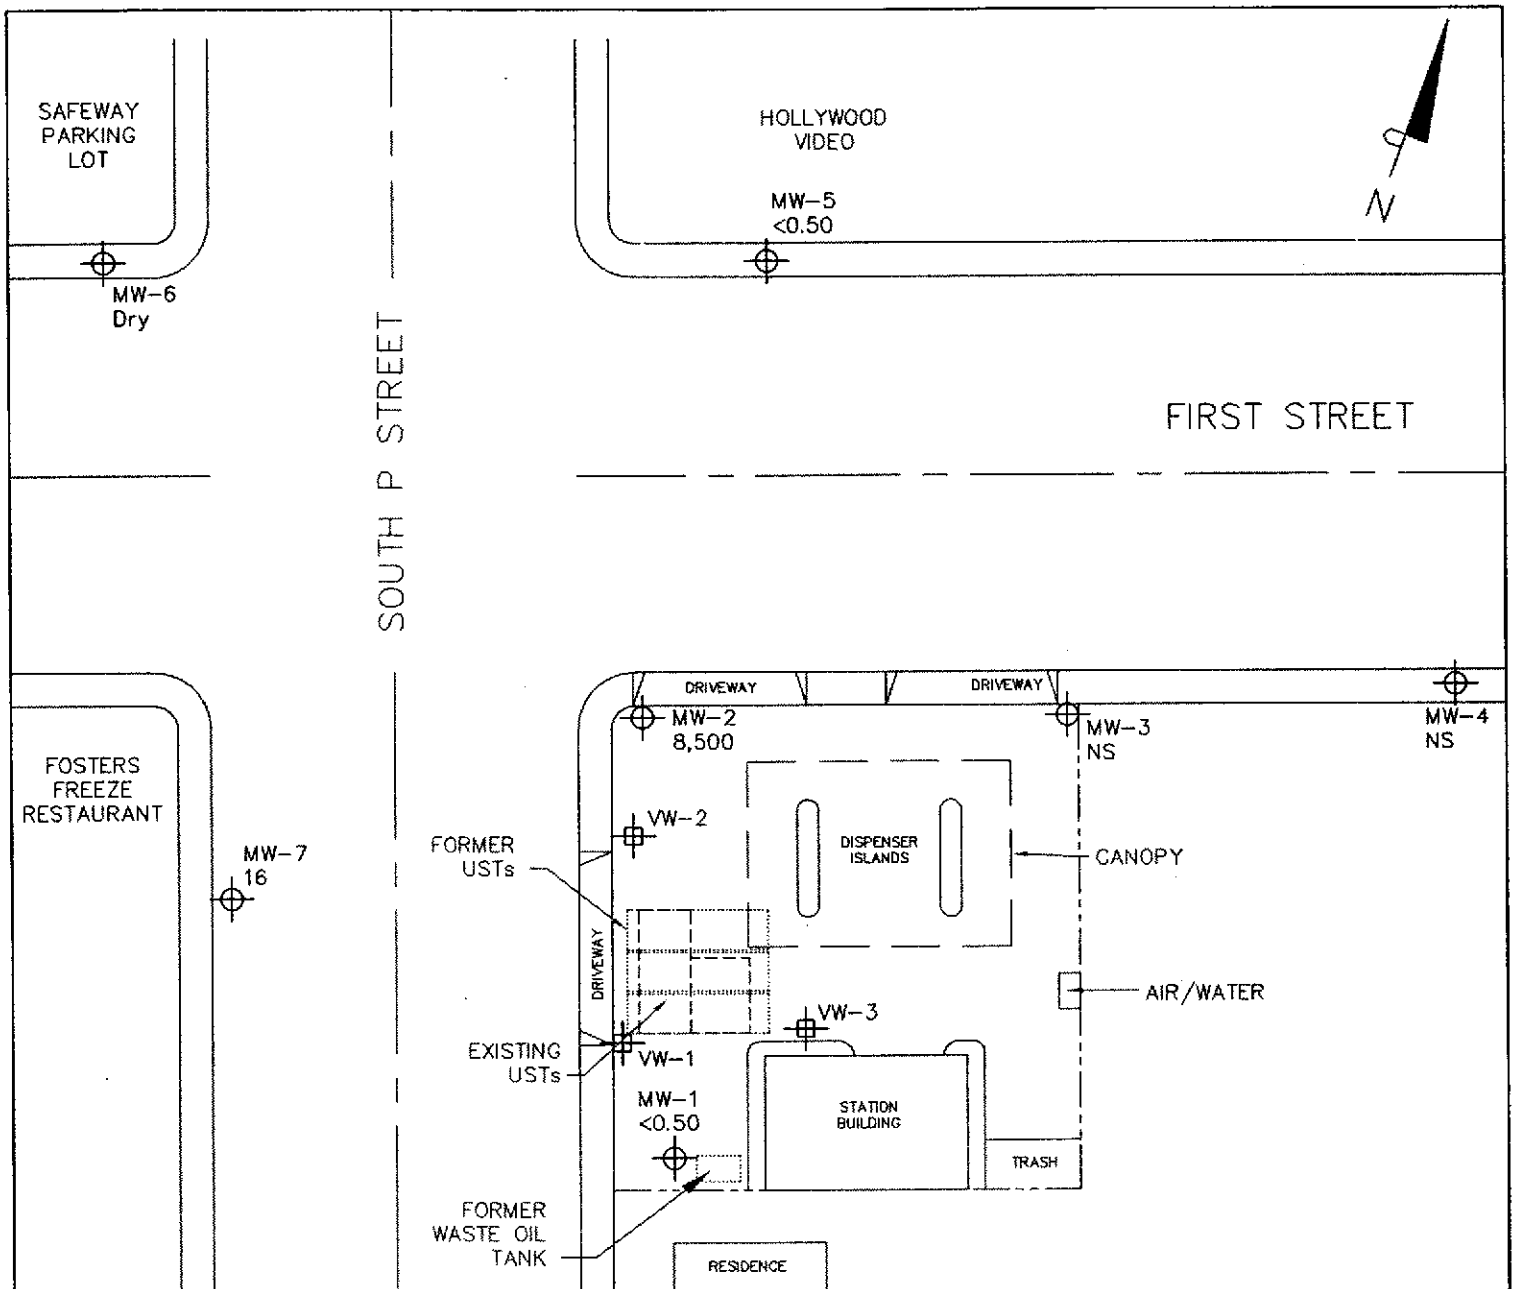 SAFEWAY
PARKING
LOT
HOLLYWOOD
VIDEO
N
MW-5
<0.50
MW-6
Dry
SOUTH P STREET
FIRST STREET
DRIVEWAY
DRIVEWAY
MW-2
8,500
MW-3
NS
MW-4
NS
FOSTERS
FREEZE
RESTAURANT
MW-7
16
FORMER
USTs
VW-2
DISPENSER
ISLANDS
CANOPY
DRIVEWAY
AIR/WATER
EXISTING
USTs
VW-1
VW-3
MW-1
<0.50
STATION
BUILDING
TRASH
FORMER
WASTE OIL
TANK
RESIDENCE